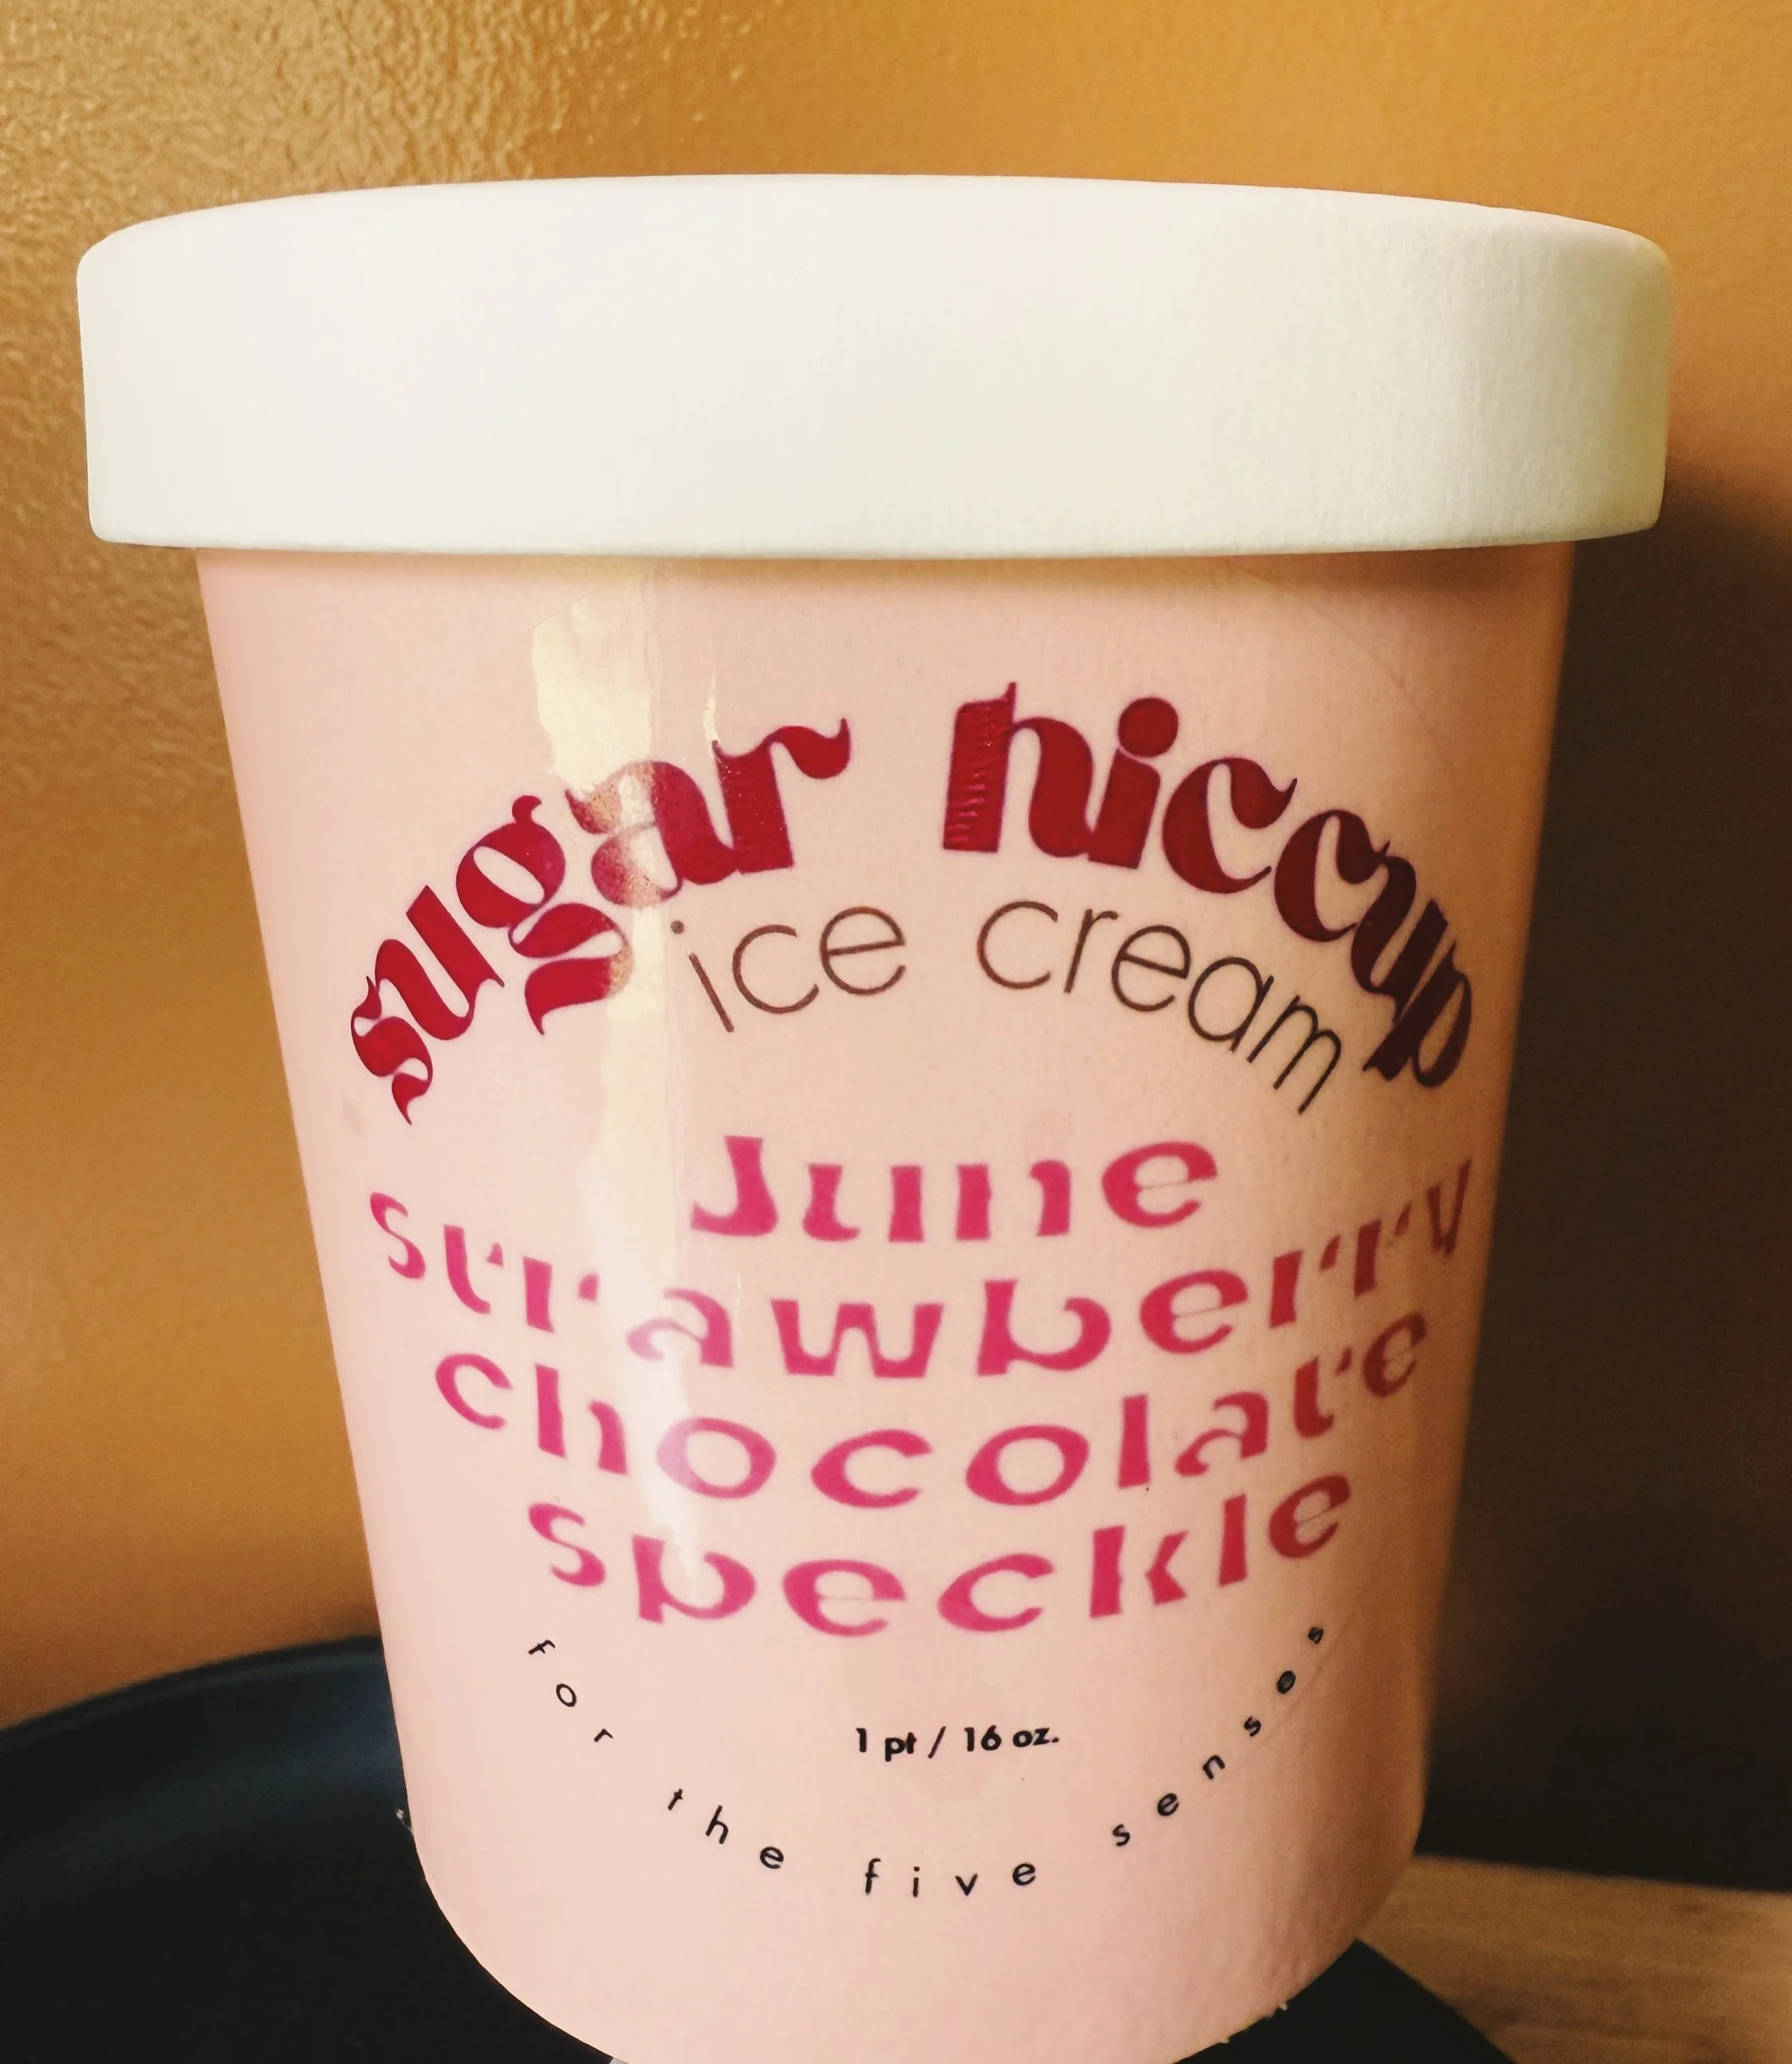 sugar hiccup
ice cream
June
strawberry
chocolate
speckle
1 pt / 16 oz.
for the five senses